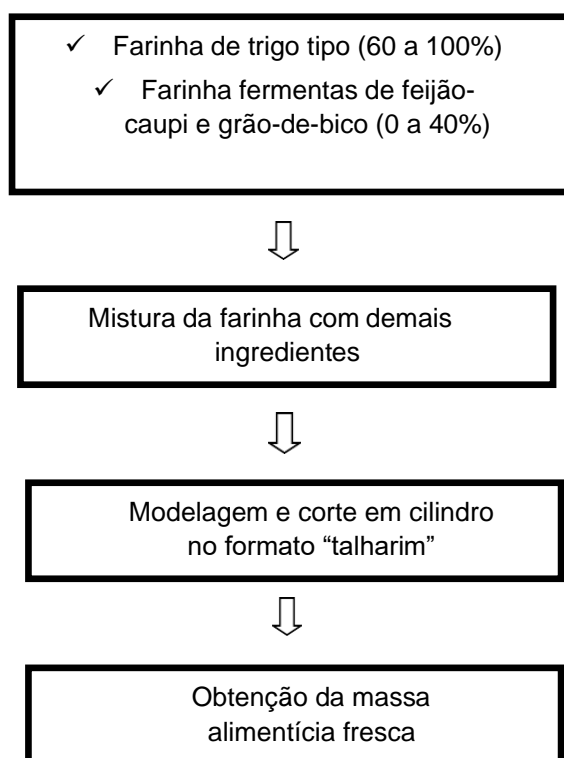 ✓ Farinha de trigo tipo (60 a 100%)
✓ Farinha fermentas de feijão-
caupi e grão-de-bico (0 a 40%)
Mistura da farinha com demais
ingredientes
Modelagem e corte em cilindro
no formato “talharim”
Obtenção da massa
alimentícia fresca